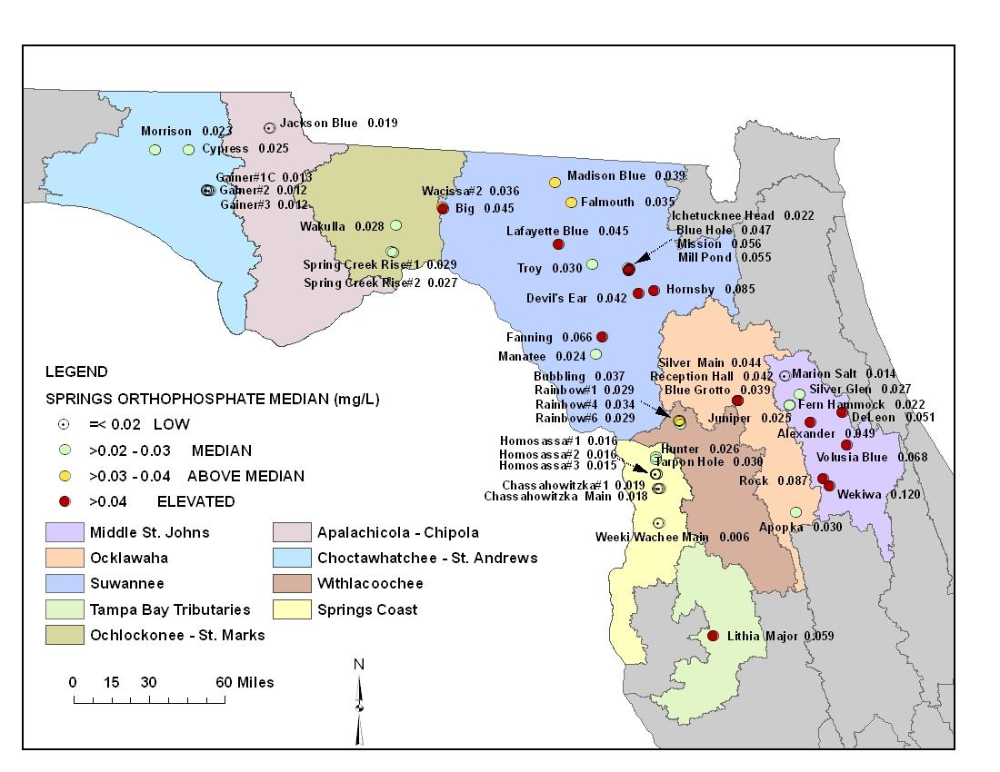 Jackson Blue 0.019
Morrison 0.023
Cypress 0.025
Gainer#1C 0.013
Gainer#2 0.012
Gainer#3 0.012
Madison Blue 0.039
Wacissa#2 0.036
Falmouth 0.035
Big 0.045
Wakulla 0.028
Ichetucknee Head 0.022
Blue Hole 0.047
Mission 0.056
Mill Pond 0.055
Lafayette Blue 0.045
Spring Creek Rise#1 0.029
Spring Creek Rise#2 0.027
Troy 0.030
Hornsby 0.085
Devil's Ear 0.042
Fanning 0.066
Manatee 0.024
Silver Main 0.044
Reception Hall 0.042
Blue Grotto 0.039
Bubbling 0.037
Rainbow#1 0.029
Rainbow#4 0.034
Rainbow#6 0.029
Marion Salt 0.014
Silver Glen 0.027
Fern Hammock 0.022
DeLeon 0.051
Juniper 0.025
Alexander 0.049
Homosassa#1 0.016
Homosassa#2 0.016
Homosassa#3 0.015
Hunter 0.026
Tarpon Hole 0.030
Volusia Blue 0.068
Chassahowitzka#1 0.019
Chassahowitzka Main 0.018
Rock 0.087
Wekiwa 0.120
Apopka 0.030
Weeki Wachee Main 0.006
Lithia Major 0.059
LEGEND
SPRINGS ORTHOPHOSPHATE MEDIAN (mg/L)
=< 0.02 LOW
>0.02 - 0.03 MEDIAN
>0.03 - 0.04 ABOVE MEDIAN
>0.04 ELEVATED
Middle St. Johns
Ocklawaha
Suwannee
Tampa Bay Tributaries
Ochlockonee - St. Marks
Apalachicola - Chipola
Choctawhatchee - St. Andrews
Withlacoochee
Springs Coast
0 15 30 60 Miles
N